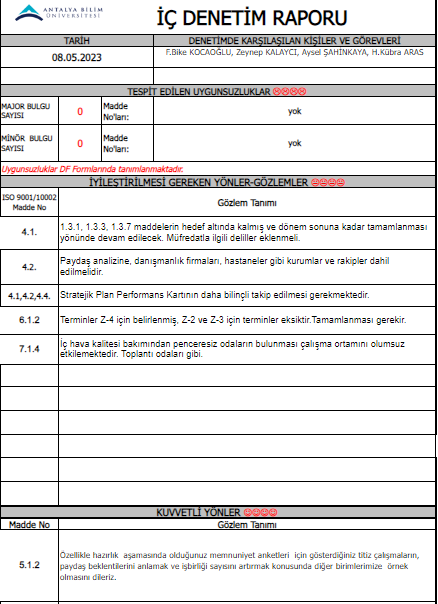 ANTALYA BİLİM
ÜNİVERSİTESİ
İÇ DENETİM RAPORU
TARİH
DENETİMDE KARŞILAŞILAN KİŞİLER VE GÖREVLERİ
08.05.2023
F.Bike KOCAOĞLU, Zeynep KALAYCI, Aysel ŞAHİNKAYA, H.Kübra ARAS
TESPİT EDİLEN UYGUNSUZLUKLAR ☹☹☹☹
MAJOR BULGU
SAYISI
0
Madde
No'ları:
yok
MİNÖR BULGU
SAYISI
0
Madde
No'ları:
yok
Uygunsuzluklar DF Formlarında tanımlanmaktadır.
İYİLEŞTİRİLMESİ GEREKEN YÖNLER-GÖZLEMLER 😐😐😐😐
ISO 9001/10002
Madde No
Gözlem Tanımı
4.1.
1.3.1, 1.3.3, 1.3.7 maddelerin hedef altında kalmış ve dönem sonuna kadar tamamlanması
yönünde devam edilecek. Müfredatla ilgili deliller eklenmeli.
4.2.
Paydaş analizine, danışmanlık firmaları, hastaneler gibi kurumlar ve rakipler dahil
edilmelidir.
4.1,4.2,4.4.
Stratejik Plan Performans Kartının daha bilinçli takip edilmesi gerekmektedir.
6.1.2
Terminler Z-4 için belirlenmiş, Z-2 ve Z-3 için terminler eksiktir.Tamamlanması gerekir.
7.1.4
İç hava kalitesi bakımından penceresiz odaların bulunması çalışma ortamını olumsuz
etkilemektedir. Toplantı odaları gibi.
KUVVETLİ YÖNLER ☺☺☺☺
Madde No
Gözlem Tanımı
5.1.2
Özellikle hazırlık aşamasında olduğunuz memnuniyet anketleri için gösterdiğiniz titiz çalışmaların,
paydaş beklentilerini anlamak ve işbirliği sayısını artırmak konusunda diğer birimlerimize örnek
olmasını dileriz.